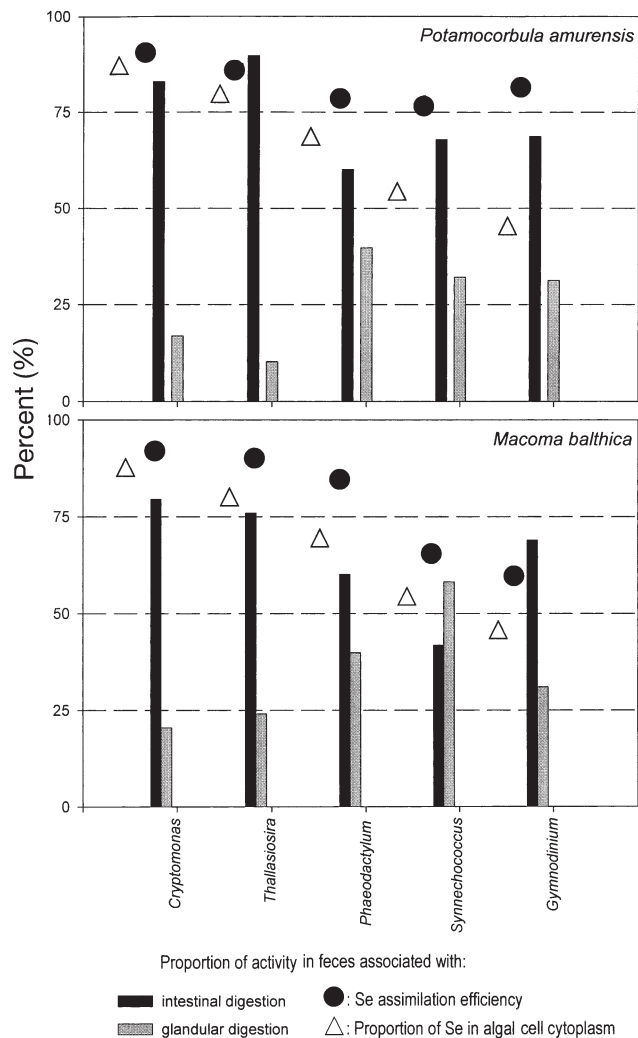 Percent (%)
100
Potamocorbula amurensis
75
50
25
0
100
Macoma balthica
75
50
25
0
Cryptomonas
Thallasiosira
Phaeodactylum
Synnechococcus
Gymnodinium
Proportion of activity in feces associated with:
intestinal digestion
: Se assimilation efficiency
glandular digestion
: Proportion of Se in algal cell cytoplasm